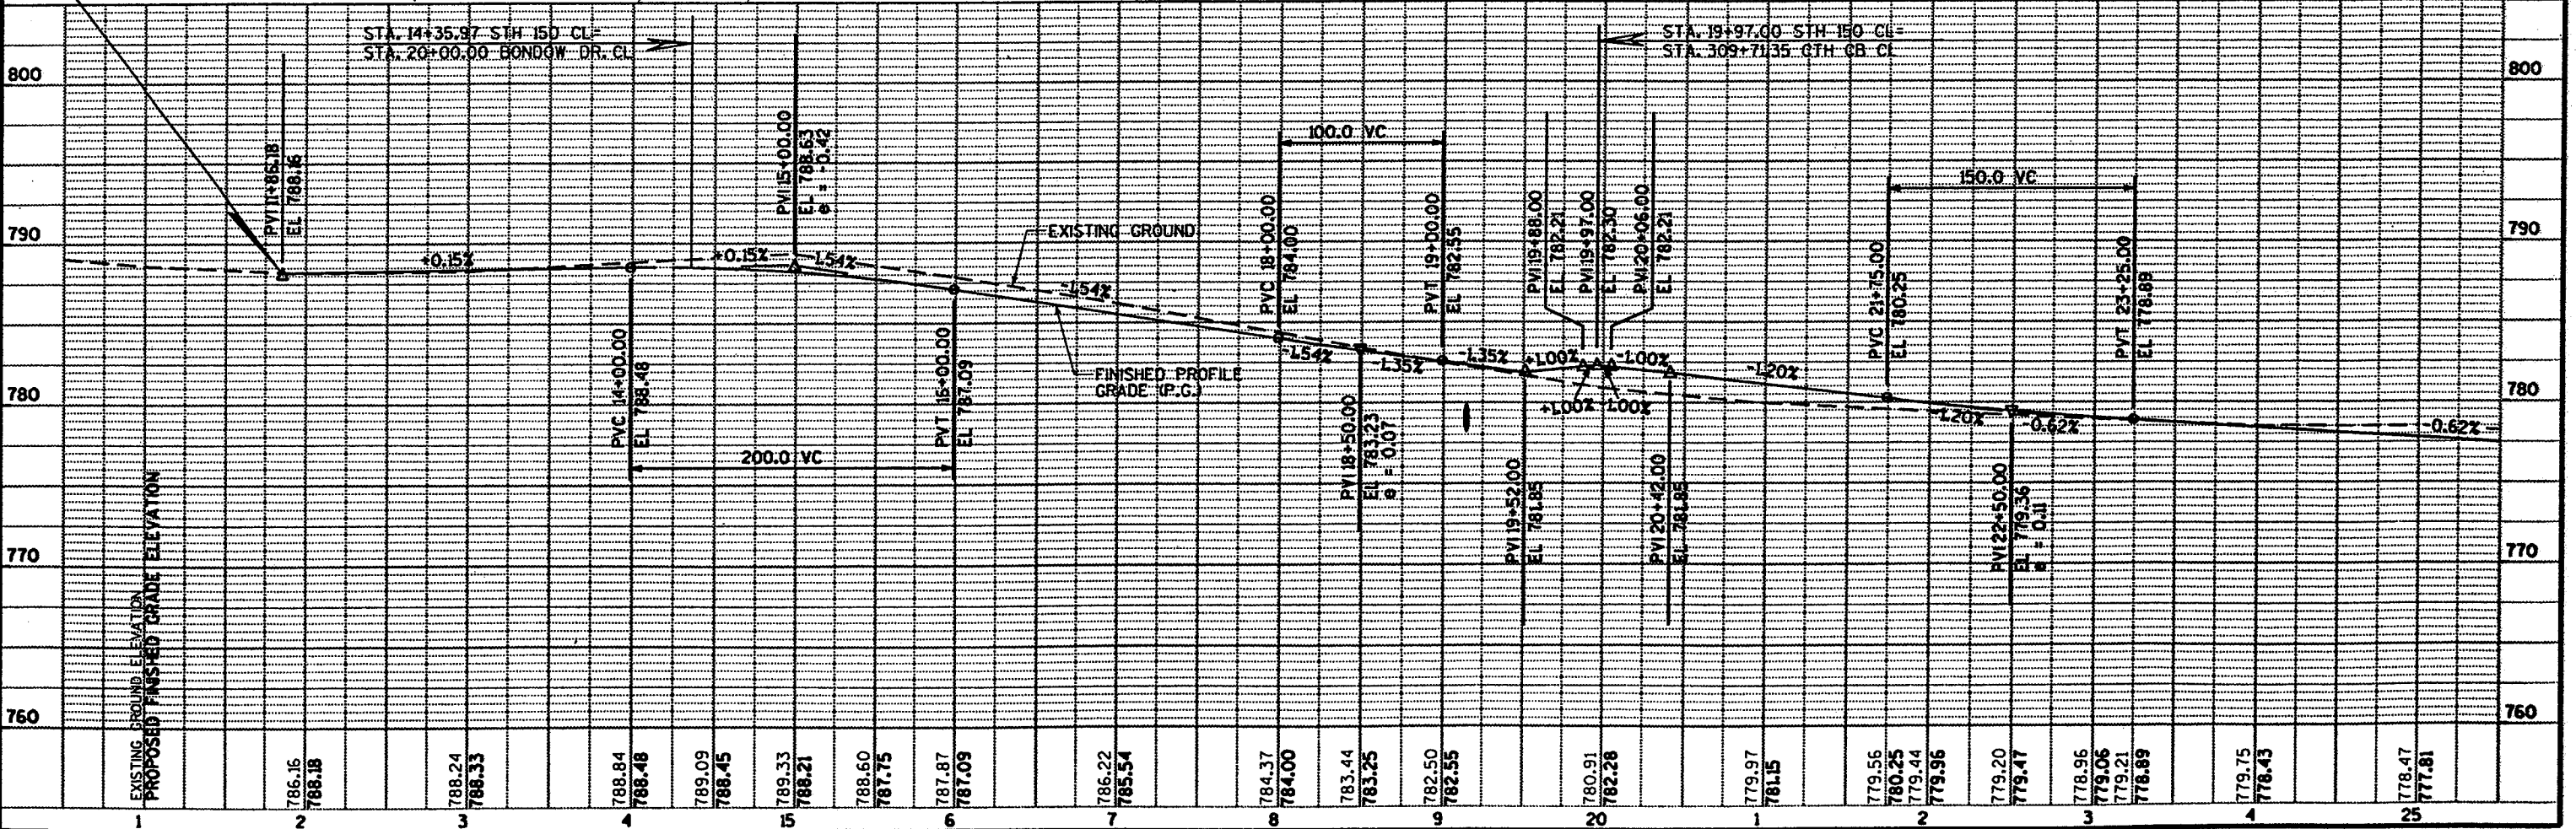 STA. 14+35.97 STH 150 CL=
STA. 20+00.00 BONDOW DR. CL
STA. 19+97.00 STH 150 CL=
STA. 309+71.35 CTH CB CL
800
800
790
790
780
780
770
770
760
760
PVI 11+86.18
EL 788.16
+0.15%
PVC 14+00.00
EL 788.48
200.0 VC
+0.15%
PVI 15+00.00
EL 788.63
e = -0.42
-1.54%
PVT 16+00.00
EL 787.09
EXISTING GROUND
-1.54%
FINISHED PROFILE
GRADE (P.G.)
100.0 VC
PVC 18+00.00
EL 784.00
-1.54%
PVI 18+50.00
EL 783.23
e = 0.07
-1.35%
PVT 19+00.00
EL 782.55
-1.35%
PVI 19+52.00
EL 781.85
+1.00%
PVI 19+88.00
EL 782.21
PVI 19+97.00
EL 782.30
PVI 20+06.00
EL 782.21
+1.00%
-1.00%
-1.00%
PVI 20+42.00
EL 781.85
-1.20%
150.0 VC
PVC 21+75.00
EL 780.25
-1.20%
PVI 22+50.00
EL 779.36
e = 0.11
-0.62%
PVT 23+25.00
EL 778.89
-0.62%
EXISTING GROUND ELEVATION
PROPOSED FINISHED GRADE ELEVATION
786.16
788.18
788.24
788.33
788.84
788.48
789.09
788.45
789.33
788.21
788.60
787.75
787.87
787.09
786.22
785.54
784.37
784.00
783.44
783.25
782.50
782.55
780.91
782.28
779.97
781.15
779.56
780.25
779.44
779.96
779.20
779.47
778.96
779.06
779.21
778.89
779.75
778.43
778.47
777.81
1 2 3 4 15 6 7 8 9 20 1 2 3 4 25